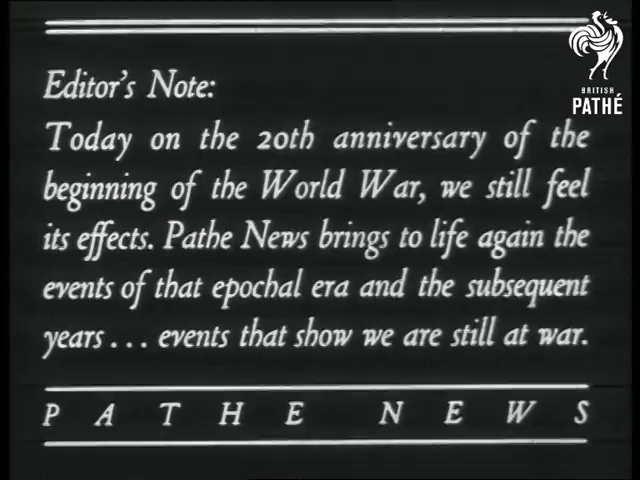 BRITISH
PATHÉ
Editor's Note:
Today on the 20th anniversary of the
beginning of the World War, we still feel
its effects. Pathe News brings to life again the
events of that epochal era and the subsequent
years... events that show we are still at war.
PATHE NEWS